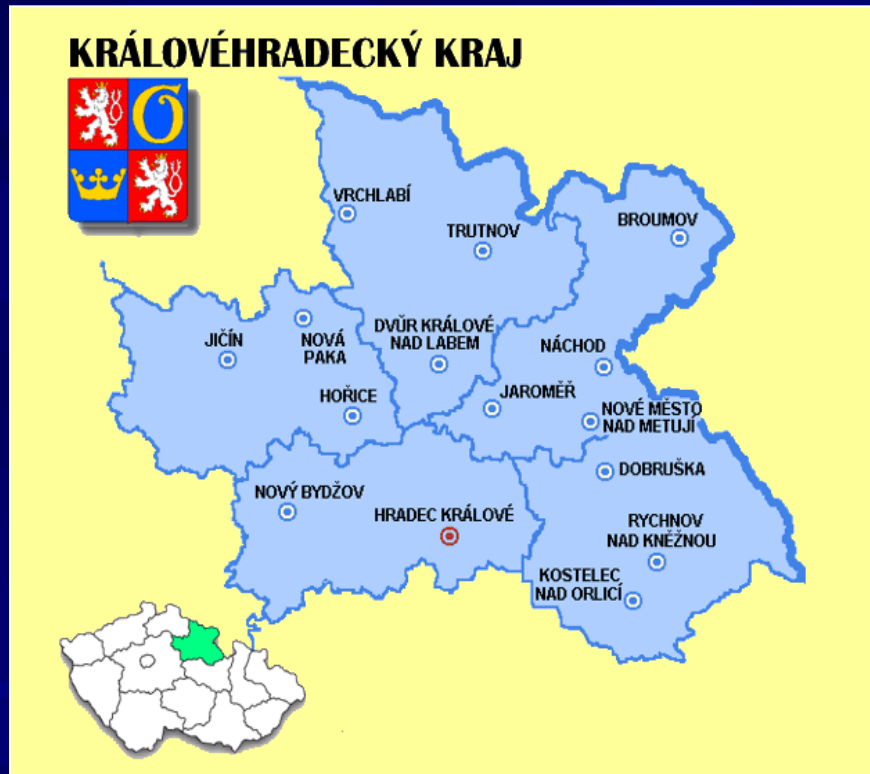 KRÁLOVÉHRADECKÝ KRAJ
G
VRCHLABÍ
TRUTNOV
BROUMOV
JIČÍN
NOVÁ
PAKA
DVŮR KRÁLOVÉ
NAD LABEM
NÁCHOD
HOŘICE
JAROMĚŘ
NOVÉ MĚSTO
NAD METUJÍ
DOBRUŠKA
NOVÝ BYDŽOV
HRADEC KRÁLOVÉ
RYCHNOV
NAD KNĚŽNOU
KOSTELEC
NAD ORLICÍ